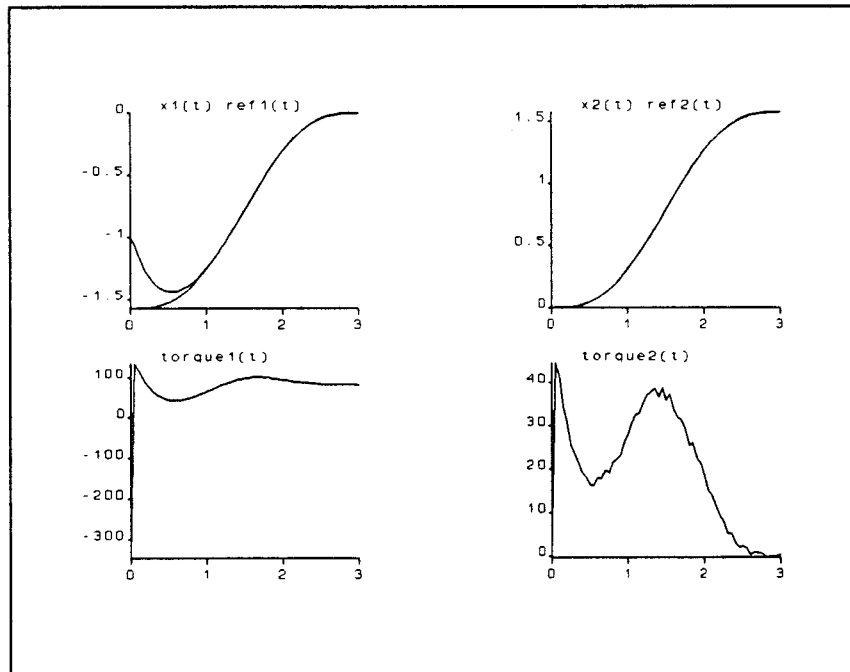 x1(t) ref1(t)
0
-0.5
-1
-1.5
0 1 2 3
x2(t) ref2(t)
1.5
1
0.5
0
0 1 2 3
torque1(t)
100
0
-100
-200
-300
0 1 2 3
torque2(t)
40
30
20
10
0
0 1 2 3